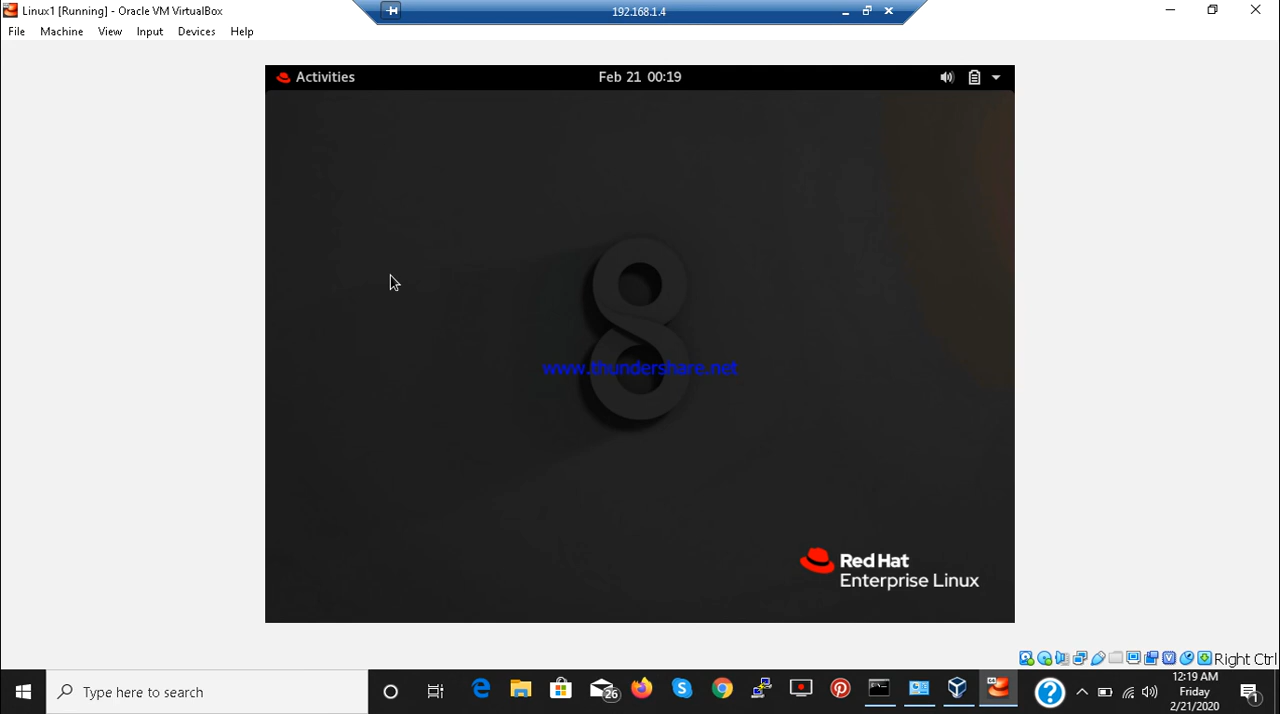 Linux1 [Running] - Oracle VM VirtualBox
192.168.1.4
File Machine View Input Devices Help
Activities
Feb 21 00:19
8
www.thundershare.net
Red Hat
Enterprise Linux
Right Ctrl
Type here to search
26
12:19 AM
Friday
2/21/2020
1